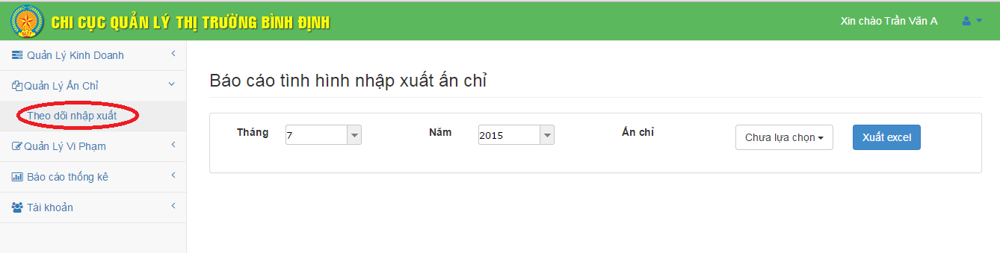 CHI CỤC QUẢN LÝ THỊ TRƯỜNG BÌNH ĐỊNH
Xin chào Trần Văn A
Quản Lý Kinh Doanh
Quản Lý Ấn Chỉ
Theo dõi nhập xuất
Quản Lý Vi Phạm
Báo cáo thống kê
Tài khoản
Báo cáo tình hình nhập xuất ấn chỉ
Tháng 7 Năm 2015 Ấn chỉ Chưa lựa chọn Xuất excel